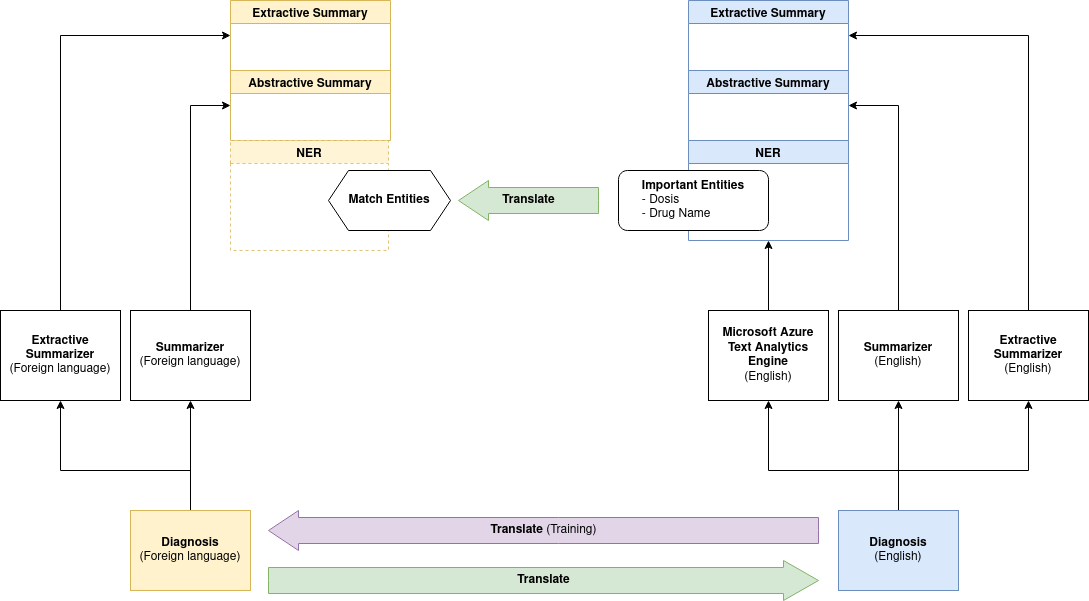 Extractive Summary
Extractive Summary
Abstractive Summary
Abstractive Summary
NER
NER
Match Entities
Translate
Important Entities
- Dosis
- Drug Name
Extractive
Summarizer
(Foreign language)
Summarizer
(Foreign language)
Microsoft Azure
Text Analytics
Engine
(English)
Summarizer
(English)
Extractive
Summarizer
(English)
Diagnosis
(Foreign language)
Translate (Training)
Translate
Diagnosis
(English)